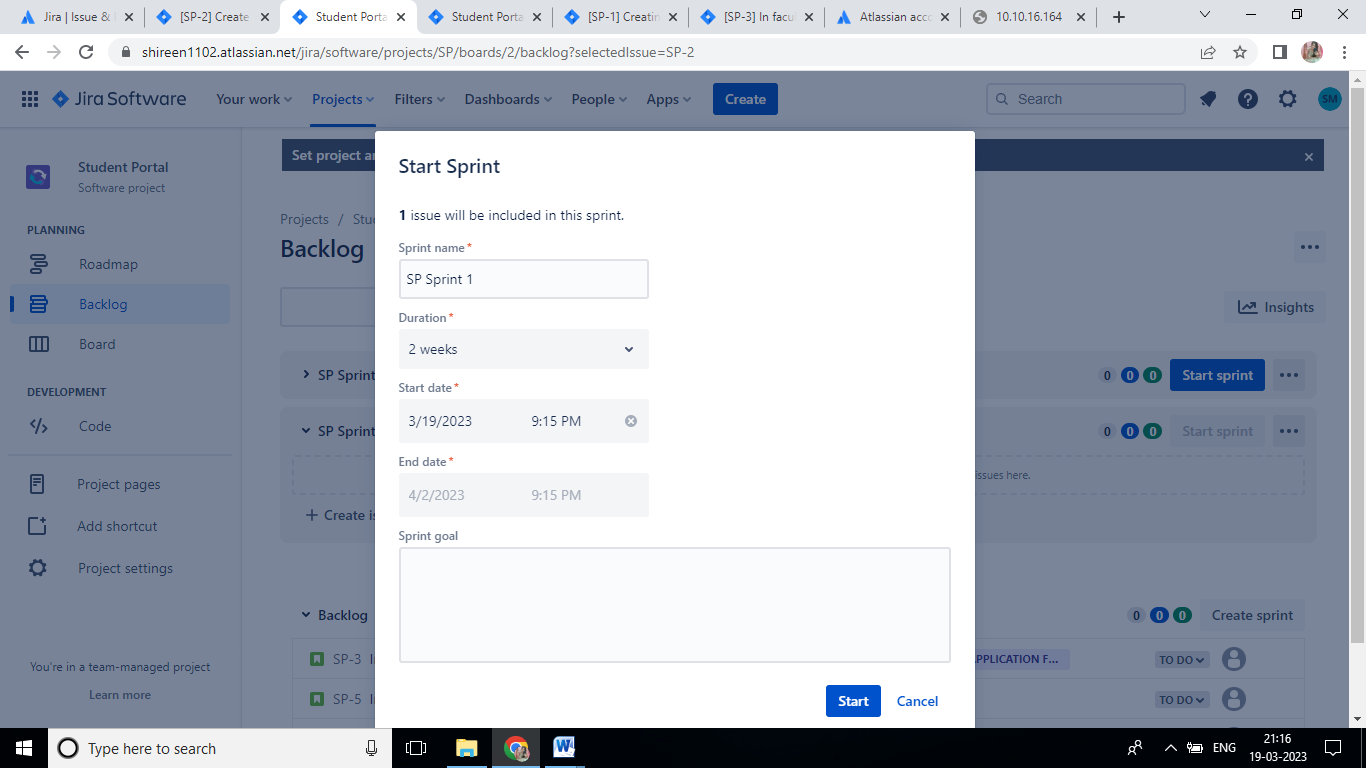 Jira | Issue &
[SP-2] Create
Student Porta
Student Porta
[SP-1] Creatin
[SP-3] In facul
Atlassian acco
10.10.16.164
shireen1102.atlassian.net/jira/software/projects/SP/boards/2/backlog?selectedIssue=SP-2
Jira Software
Your work
Projects
Filters
Dashboards
People
Apps
Create
Search
SM
Set project an
Student Portal
Software project
PLANNING
Roadmap
Backlog
Board
DEVELOPMENT
Code
Project pages
Add shortcut
Project settings
You're in a team-managed project
Learn more
Projects / Stud
Backlog
Insights
SP Sprint
0 0 0 Start sprint
SP Sprint
0 0 0 Start sprint
issues here.
+ Create is
Backlog
0 0 0 Create sprint
SP-3
APPLICATION F...
TO DO
SP-5
TO DO
Start Sprint
1 issue will be included in this sprint.
Sprint name*
SP Sprint 1
Duration*
2 weeks
Start date*
3/19/2023 9:15 PM
End date*
4/2/2023 9:15 PM
Sprint goal
Start
Cancel
Type here to search
ENG
21:16
19-03-2023